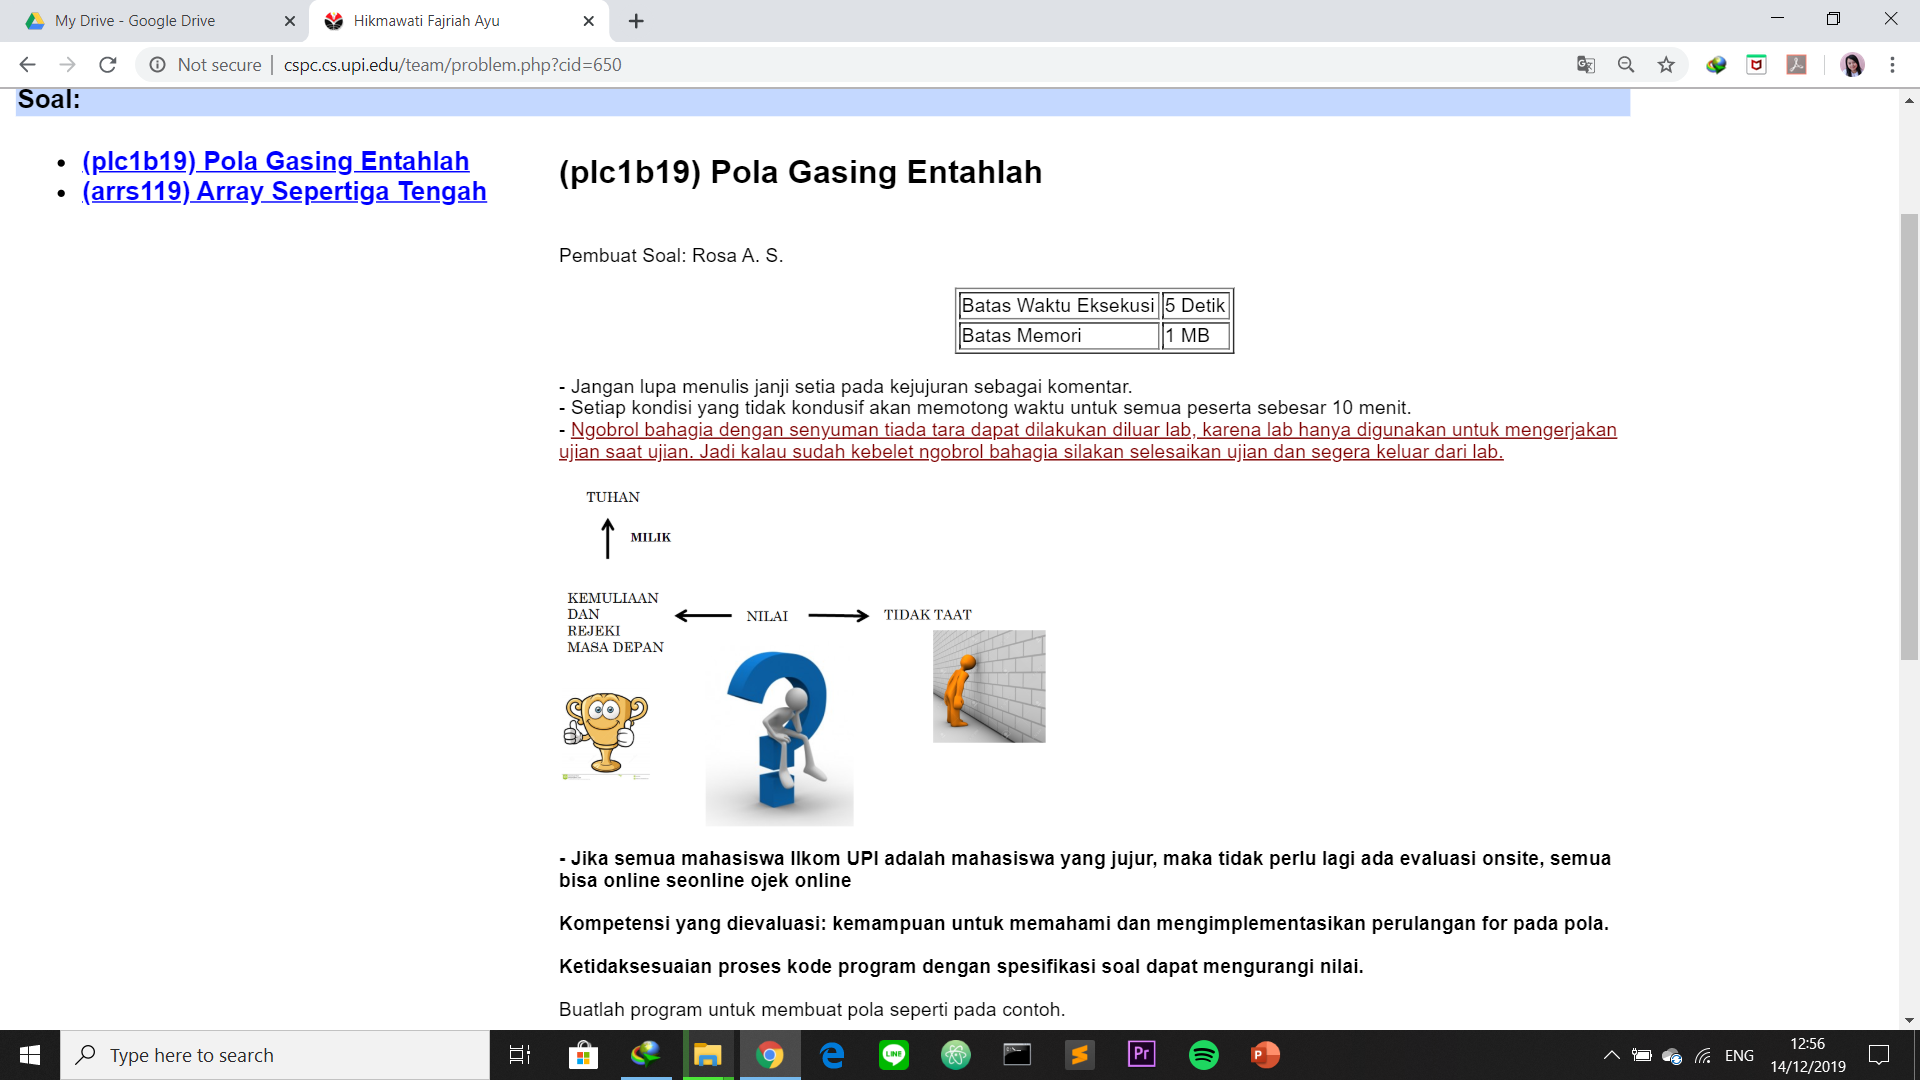 My Drive - Google Drive
Hikmawati Fajriah Ayu
Not secure
cspc.cs.upi.edu/team/problem.php?cid=650
Soal:
• (plc1b19) Pola Gasing Entahlah
• (arrs119) Array Sepertiga Tengah
(plc1b19) Pola Gasing Entahlah
Pembuat Soal: Rosa A. S.
Batas Waktu Eksekusi 5 Detik
Batas Memori 1 MB
- Jangan lupa menulis janji setia pada kejujuran sebagai komentar.
- Setiap kondisi yang tidak kondusif akan memotong waktu untuk semua peserta sebesar 10 menit.
- Ngobrol bahagia dengan senyuman tiada tara dapat dilakukan diluar lab, karena lab hanya digunakan untuk mengerjakan
ujian saat ujian. Jadi kalau sudah kebelet ngobrol bahagia silakan selesaikan ujian dan segera keluar dari lab.
TUHAN
MILIK
KEMULIAAN
DAN
REJEKI
MASA DEPAN
NILAI
TIDAK TAAT
- Jika semua mahasiswa Ilkom UPI adalah mahasiswa yang jujur, maka tidak perlu lagi ada evaluasi onsite, semua
bisa online seonline ojek online
Kompetensi yang dievaluasi: kemampuan untuk memahami dan mengimplementasikan perulangan for pada pola.
Ketidaksesuaian proses kode program dengan spesifikasi soal dapat mengurangi nilai.
Buatlah program untuk membuat pola seperti pada contoh.
Type here to search
LINE
Pr
ENG
12:56
14/12/2019